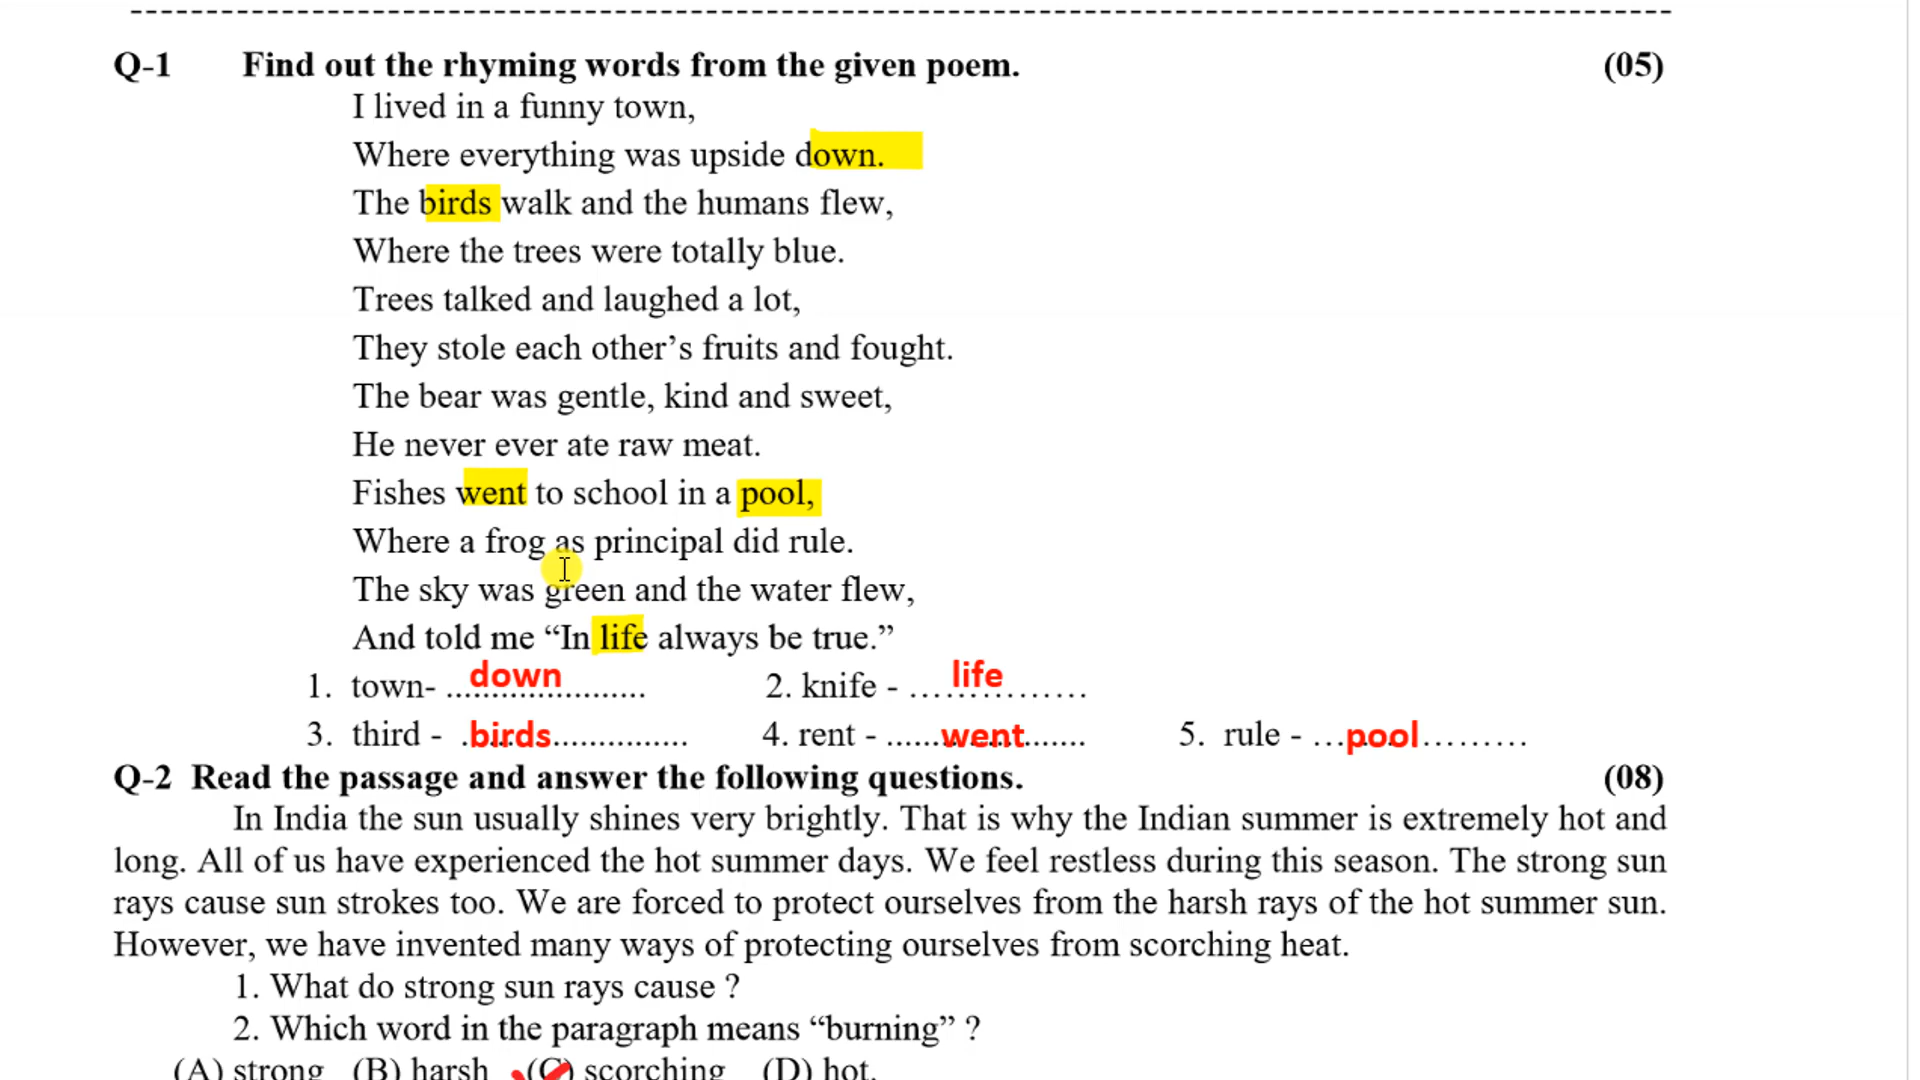 Q-1 Find out the rhyming words from the given poem. (05)
I lived in a funny town,
Where everything was upside down.
The birds walk and the humans flew,
Where the trees were totally blue.
Trees talked and laughed a lot,
They stole each other’s fruits and fought.
The bear was gentle, kind and sweet,
He never ever ate raw meat.
Fishes went to school in a pool,
Where a frog as principal did rule.
The sky was green and the water flew,
And told me “In life always be true.”
1. town- ...down................... 2. knife - ...life............
3. third - .birds............... 4. rent - ......went....... 5. rule - ...pool.........
Q-2 Read the passage and answer the following questions. (08)
In India the sun usually shines very brightly. That is why the Indian summer is extremely hot and
long. All of us have experienced the hot summer days. We feel restless during this season. The strong sun
rays cause sun strokes too. We are forced to protect ourselves from the harsh rays of the hot summer sun.
However, we have invented many ways of protecting ourselves from scorching heat.
1. What do strong sun rays cause ?
2. Which word in the paragraph means “burning” ?
(A) strong (B) harsh (C) scorching (D) hot.